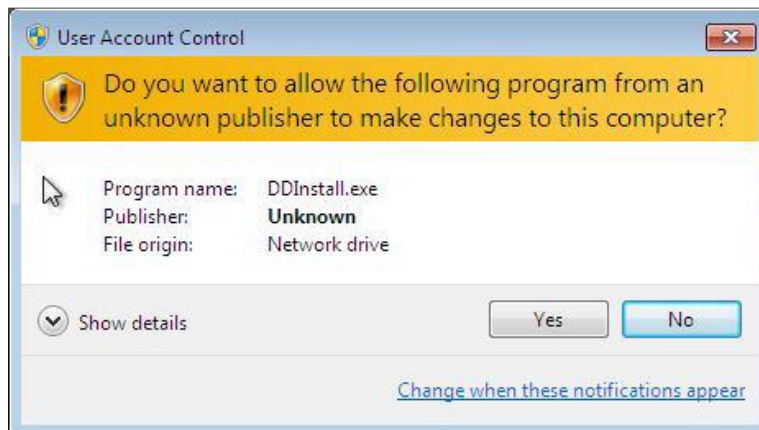 User Account Control
Do you want to allow the following program from an
unknown publisher to make changes to this computer?
Program name: DDInstall.exe
Publisher: Unknown
File origin: Network drive
Show details
Yes
No
Change when these notifications appear